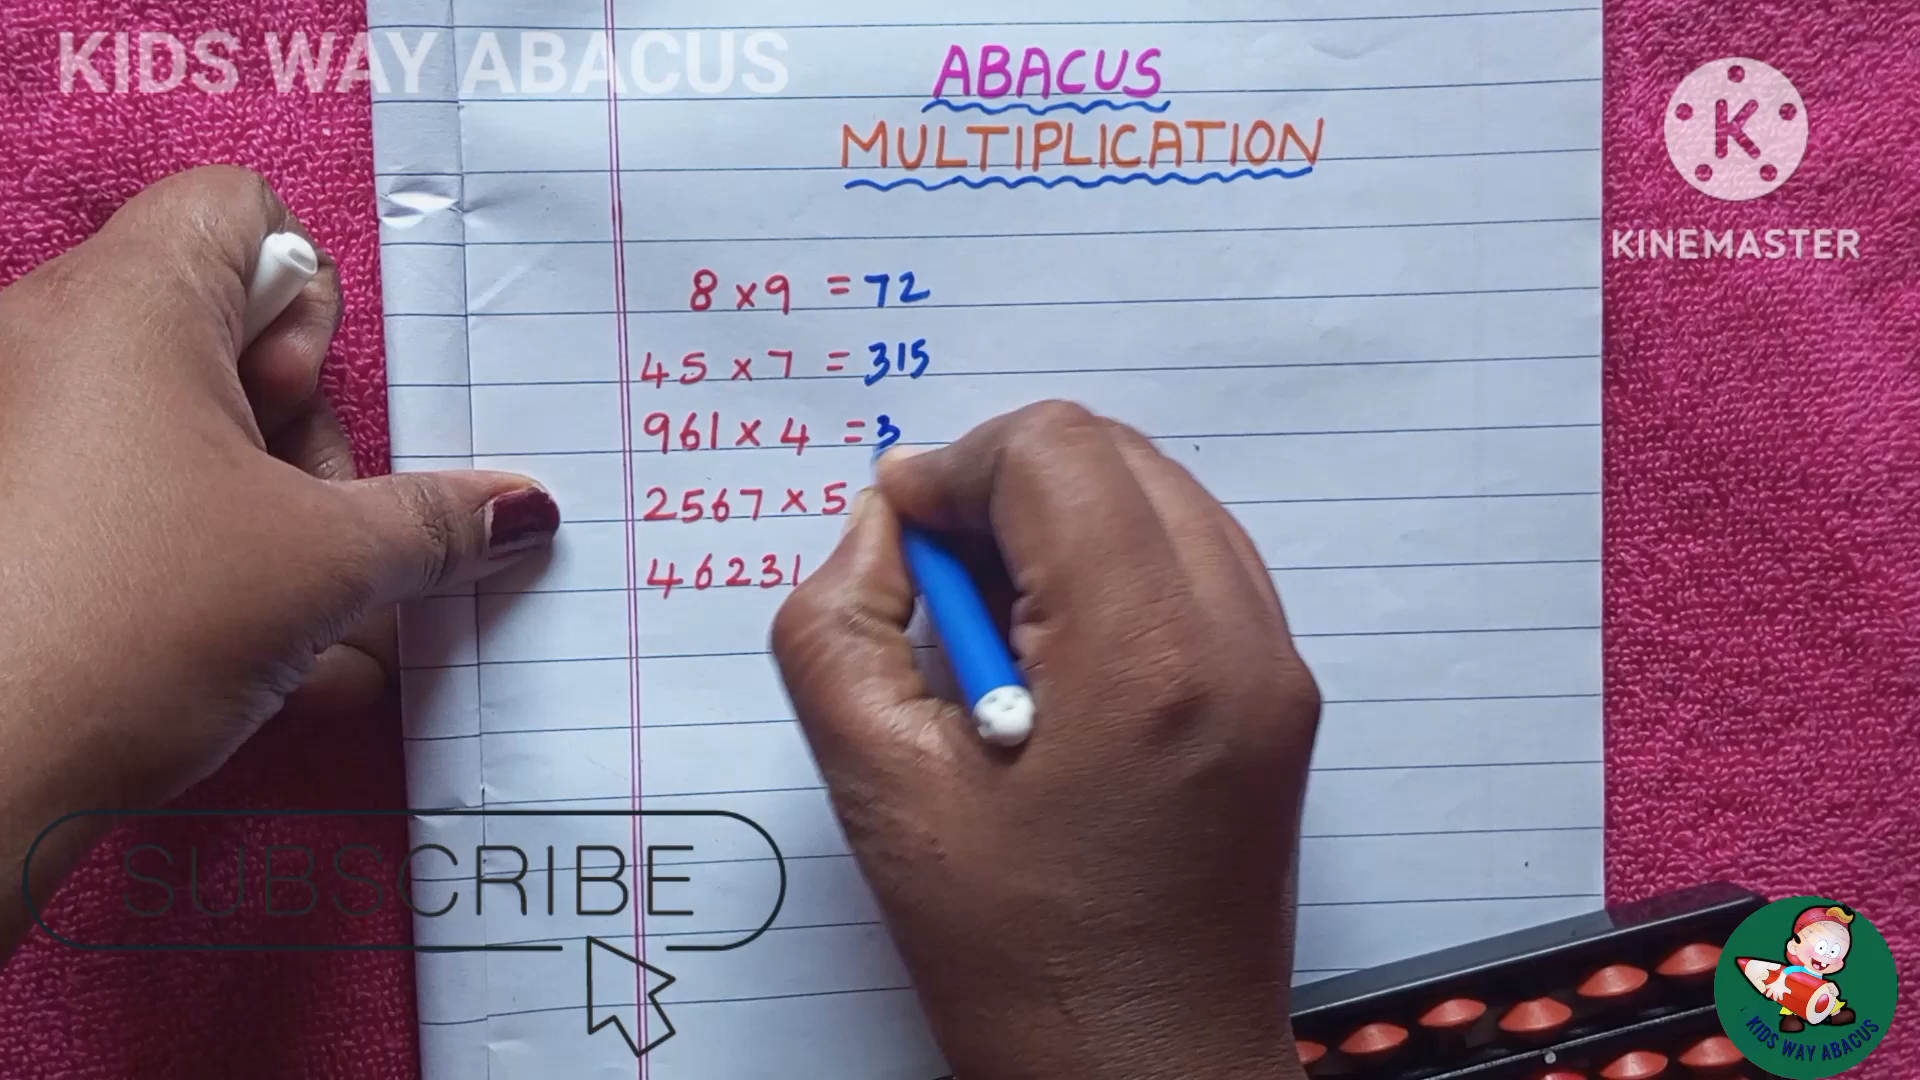 KIDS WAY ABACUS
ABACUS
MULTIPLICATION
K
KINEMASTER
8 x 9 = 72
45 x 7 = 315
961 x 4 = 3
2567 x 5
46231
SUBSCRIBE
KIDS WAY ABACUS